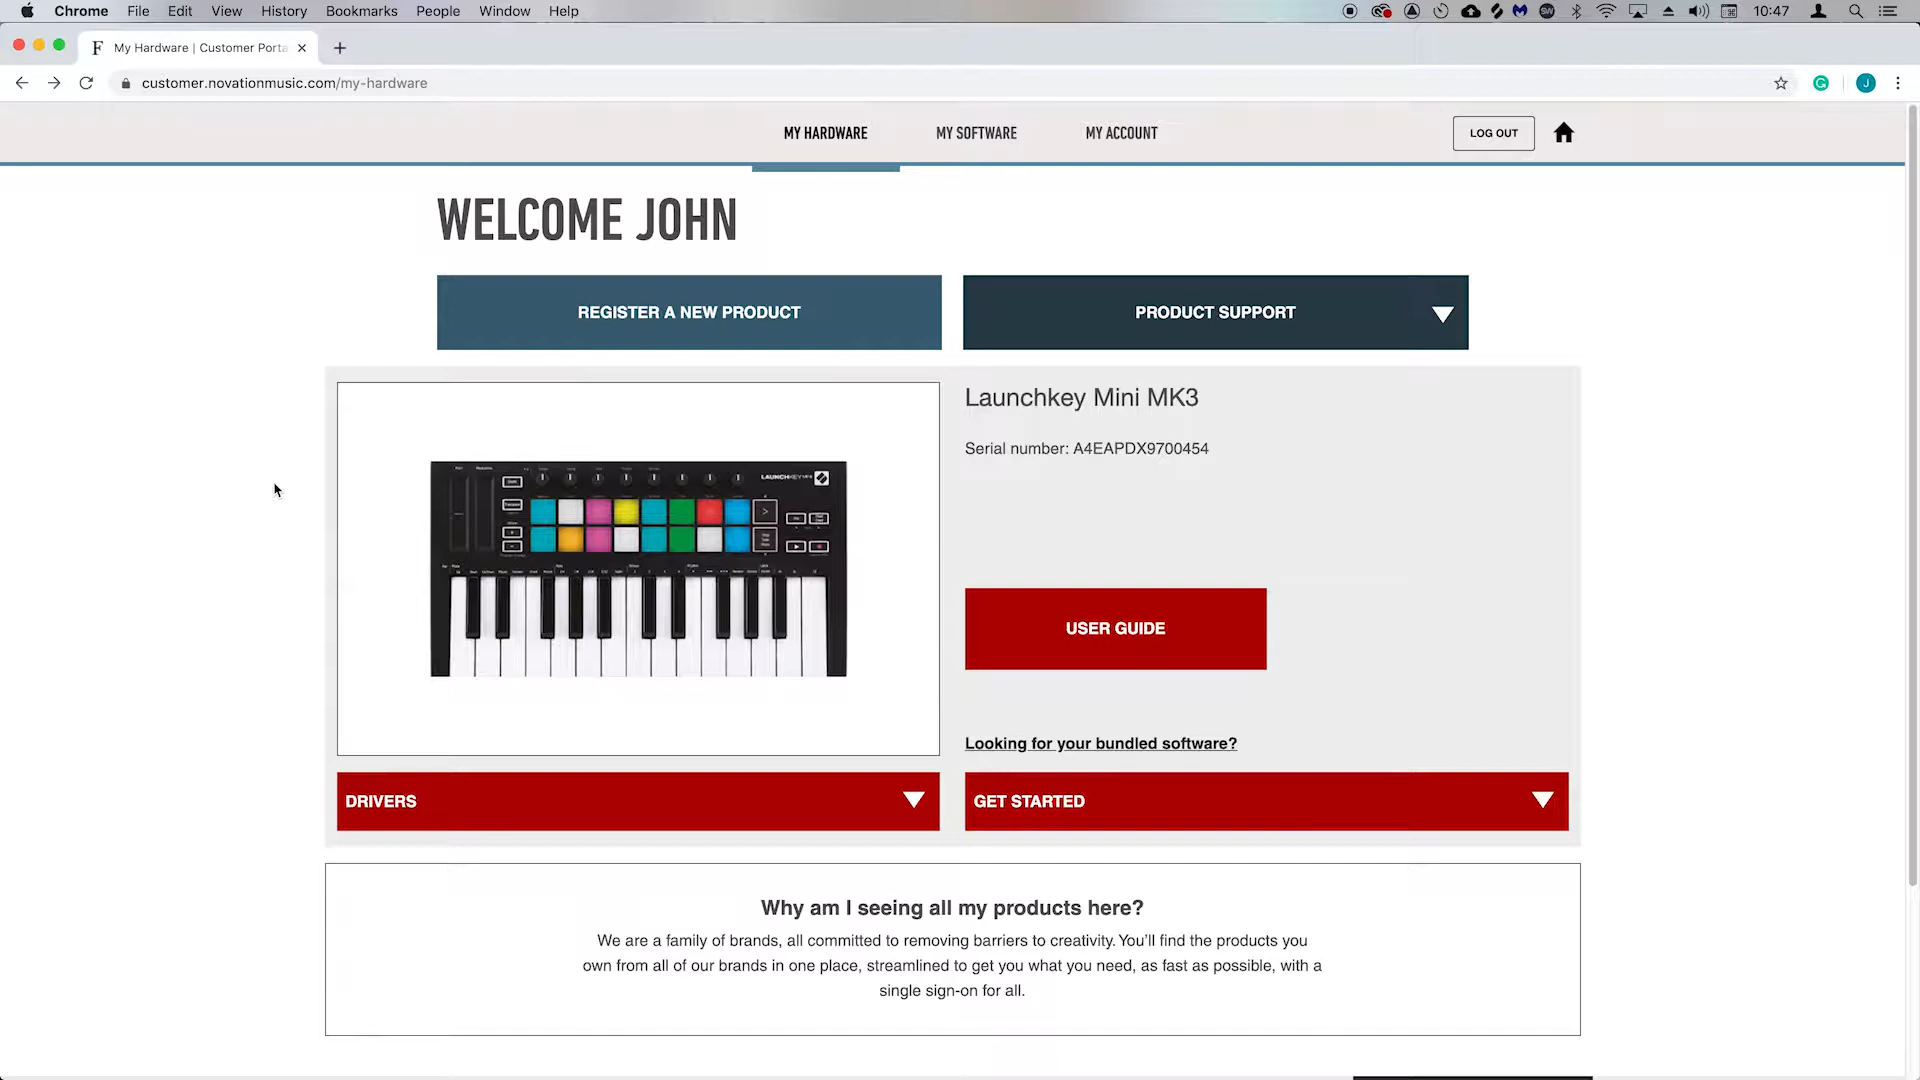 Chrome File Edit View History Bookmarks People Window Help
10:47
My Hardware | Customer Porta
customer.novationmusic.com/my-hardware
J
MY HARDWARE
MY SOFTWARE
MY ACCOUNT
LOG OUT
WELCOME JOHN
REGISTER A NEW PRODUCT
PRODUCT SUPPORT
Launchkey Mini MK3
Serial number: A4EAPDX9700454
LAUNCHKEY
USER GUIDE
Looking for your bundled software?
DRIVERS
GET STARTED
Why am I seeing all my products here?
We are a family of brands, all committed to removing barriers to creativity. You'll find the products you
own from all of our brands in one place, streamlined to get you what you need, as fast as possible, with a
single sign-on for all.